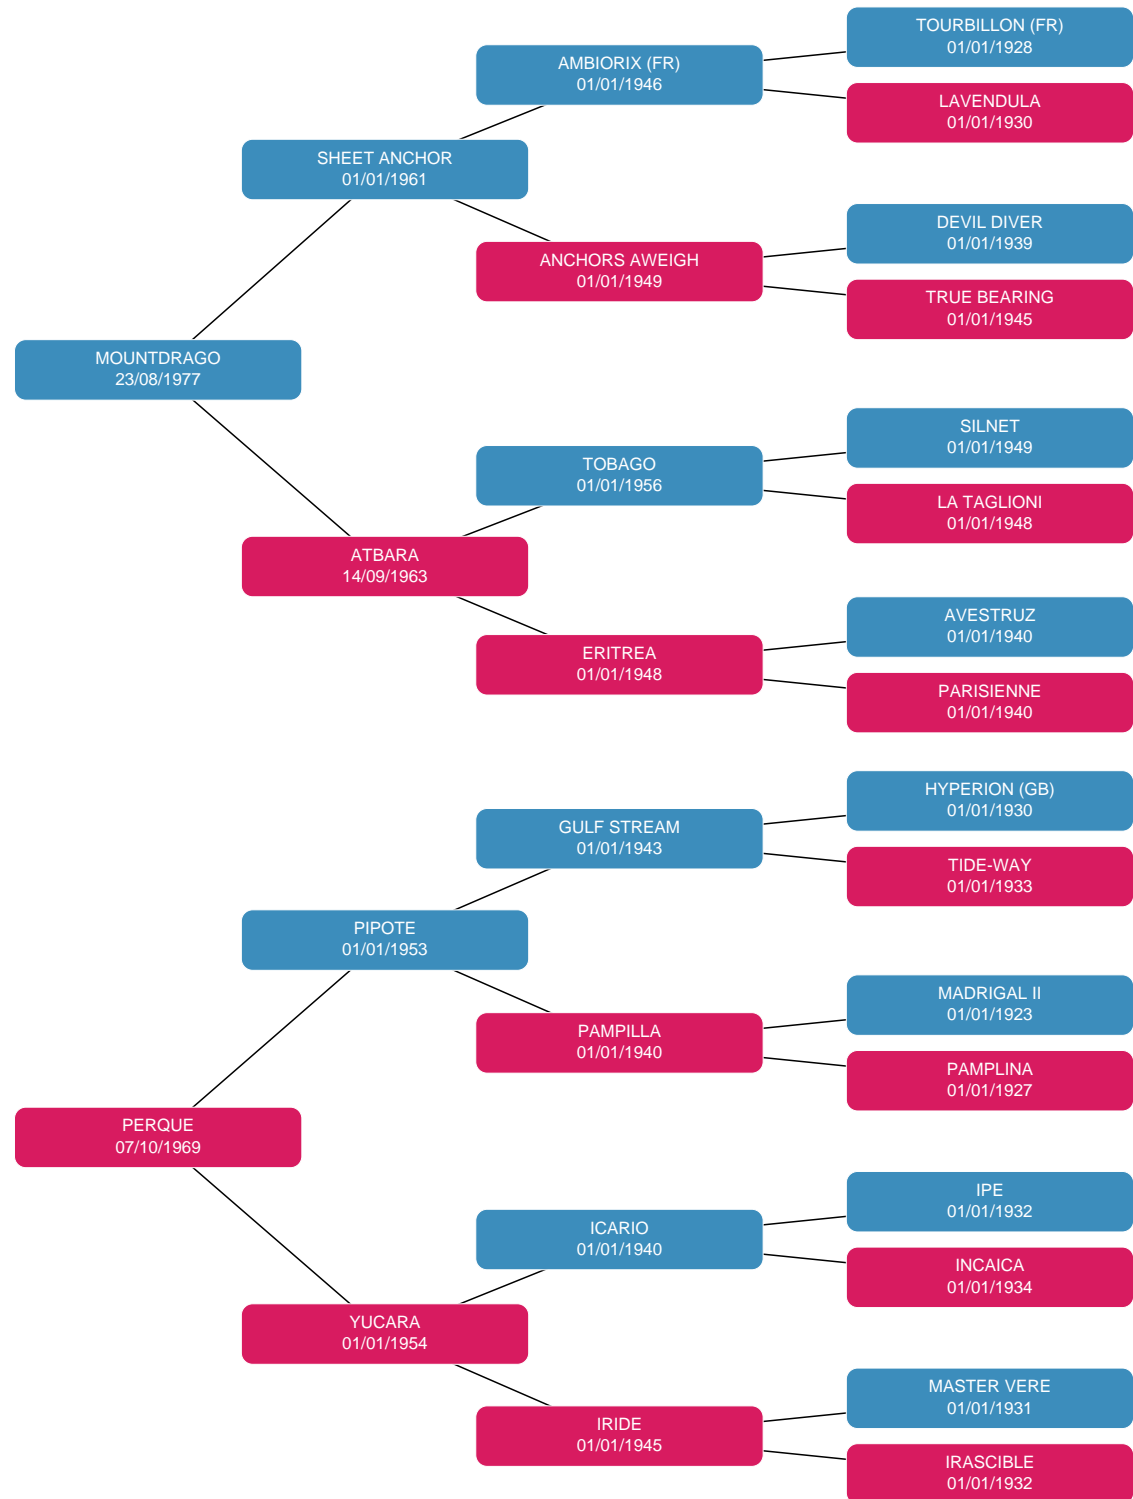 TOURBILLON (FR)
01/01/1928
AMBIORIX (FR)
01/01/1946
LAVENDULA
01/01/1930
SHEET ANCHOR
01/01/1961
DEVIL DIVER
01/01/1939
ANCHORS AWEIGH
01/01/1949
TRUE BEARING
01/01/1945
MOUNTDRAGO
23/08/1977
SILNET
01/01/1949
TOBAGO
01/01/1956
LA TAGLIONI
01/01/1948
ATBARA
14/09/1963
AVESTRUZ
01/01/1940
ERITREA
01/01/1948
PARISIENNE
01/01/1940
HYPERION (GB)
01/01/1930
GULF STREAM
01/01/1943
TIDE-WAY
01/01/1933
PIPOTE
01/01/1953
MADRIGAL II
01/01/1923
PAMPILLA
01/01/1940
PAMPLINA
01/01/1927
PERQUE
07/10/1969
IPE
01/01/1932
ICARIO
01/01/1940
INCAICA
01/01/1934
YUCARA
01/01/1954
MASTER VERE
01/01/1931
IRIDE
01/01/1945
IRASCIBLE
01/01/1932